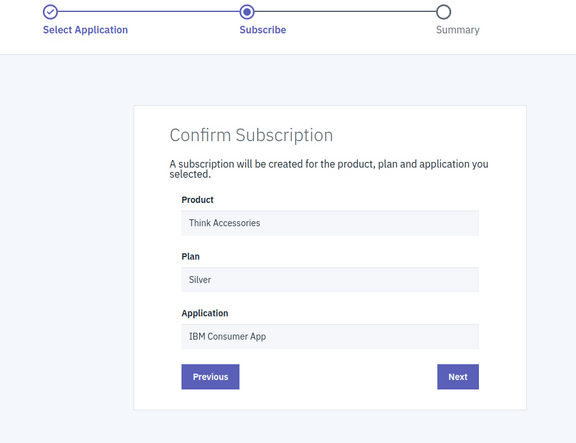 Select Application
Subscribe
Summary
Confirm Subscription
A subscription will be created for the product, plan and application you
selected.
Product
Think Accessories
Plan
Silver
Application
IBM Consumer App
Previous
Next